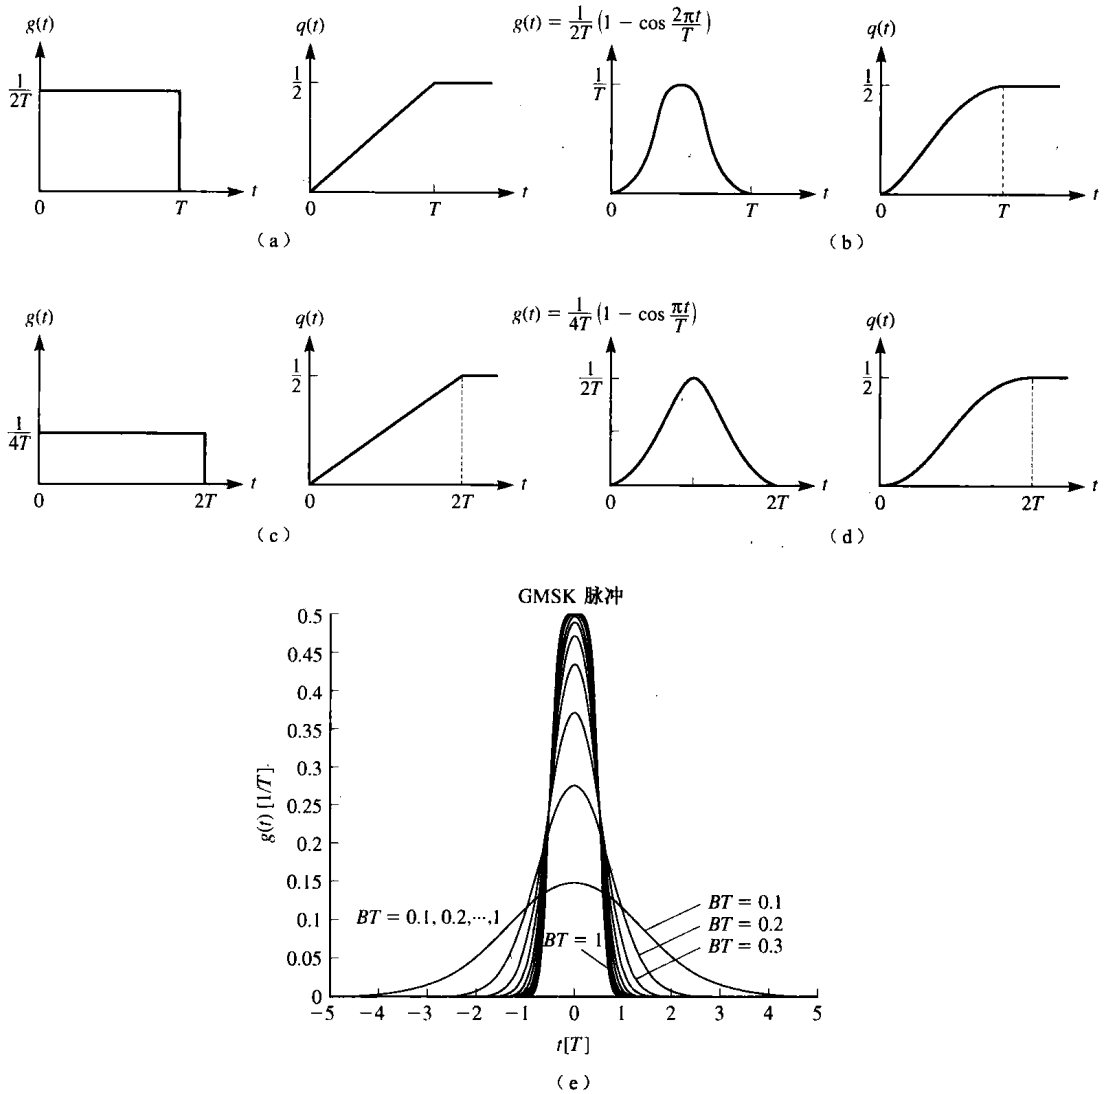 g(t)
1/2T
0
T
t
q(t)
1/2
0
T
t
(a)
g(t) = 1/2T (1 − cos 2πt/T)
1/T
0
T
t
q(t)
1/2
0
T
t
(b)
g(t)
1/4T
0
2T
t
q(t)
1/2
0
2T
t
(c)
g(t) = 1/4T (1 − cos πt/T)
1/2T
0
2T
t
q(t)
1/2
0
2T
t
(d)
GMSK 脉冲
g(t) [1/T]
0.5
0.45
0.4
0.35
0.3
0.25
0.2
0.15
0.1
0.05
0
BT = 0.1, 0.2,···,1
BT = 1
BT = 0.1
BT = 0.2
BT = 0.3
−5 −4 −3 −2 −1 0 1 2 3 4 5
t[T]
(e)